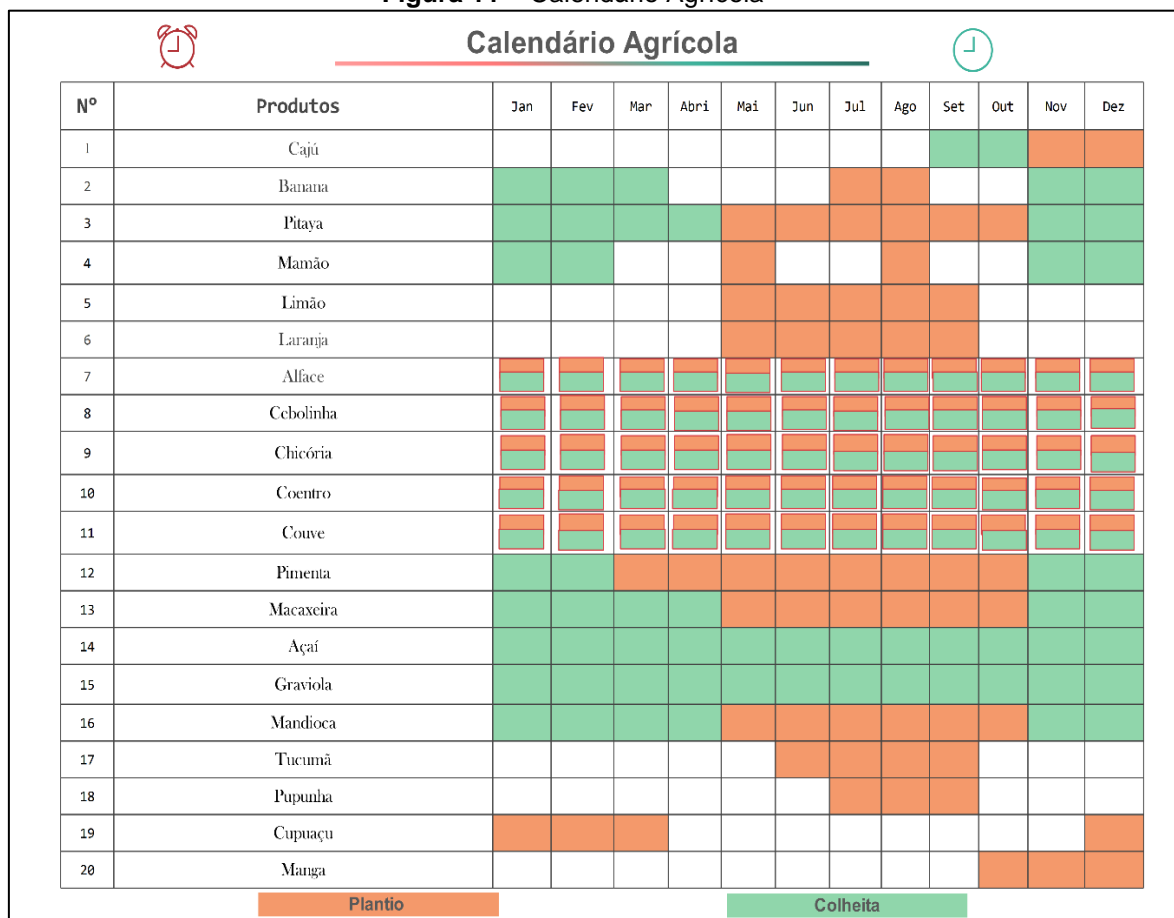 Calendário Agrícola
Nº Produtos Jan Fev Mar Abri Mai Jun Jul Ago Set Out Nov Dez
1 Cajú
2 Banana
3 Pitaya
4 Mamão
5 Limão
6 Laranja
7 Alface
8 Cebolinha
9 Chicória
10 Coentro
11 Couve
12 Pimenta
13 Macaxeira
14 Açaí
15 Graviola
16 Mandioca
17 Tucumã
18 Pupunha
19 Cupuaçu
20 Manga
Plantio Colheita